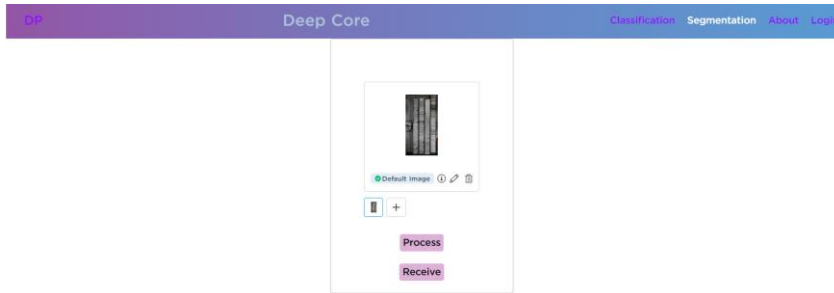 DP Deep Core Classification Segmentation About
Default Image
Process
Receive